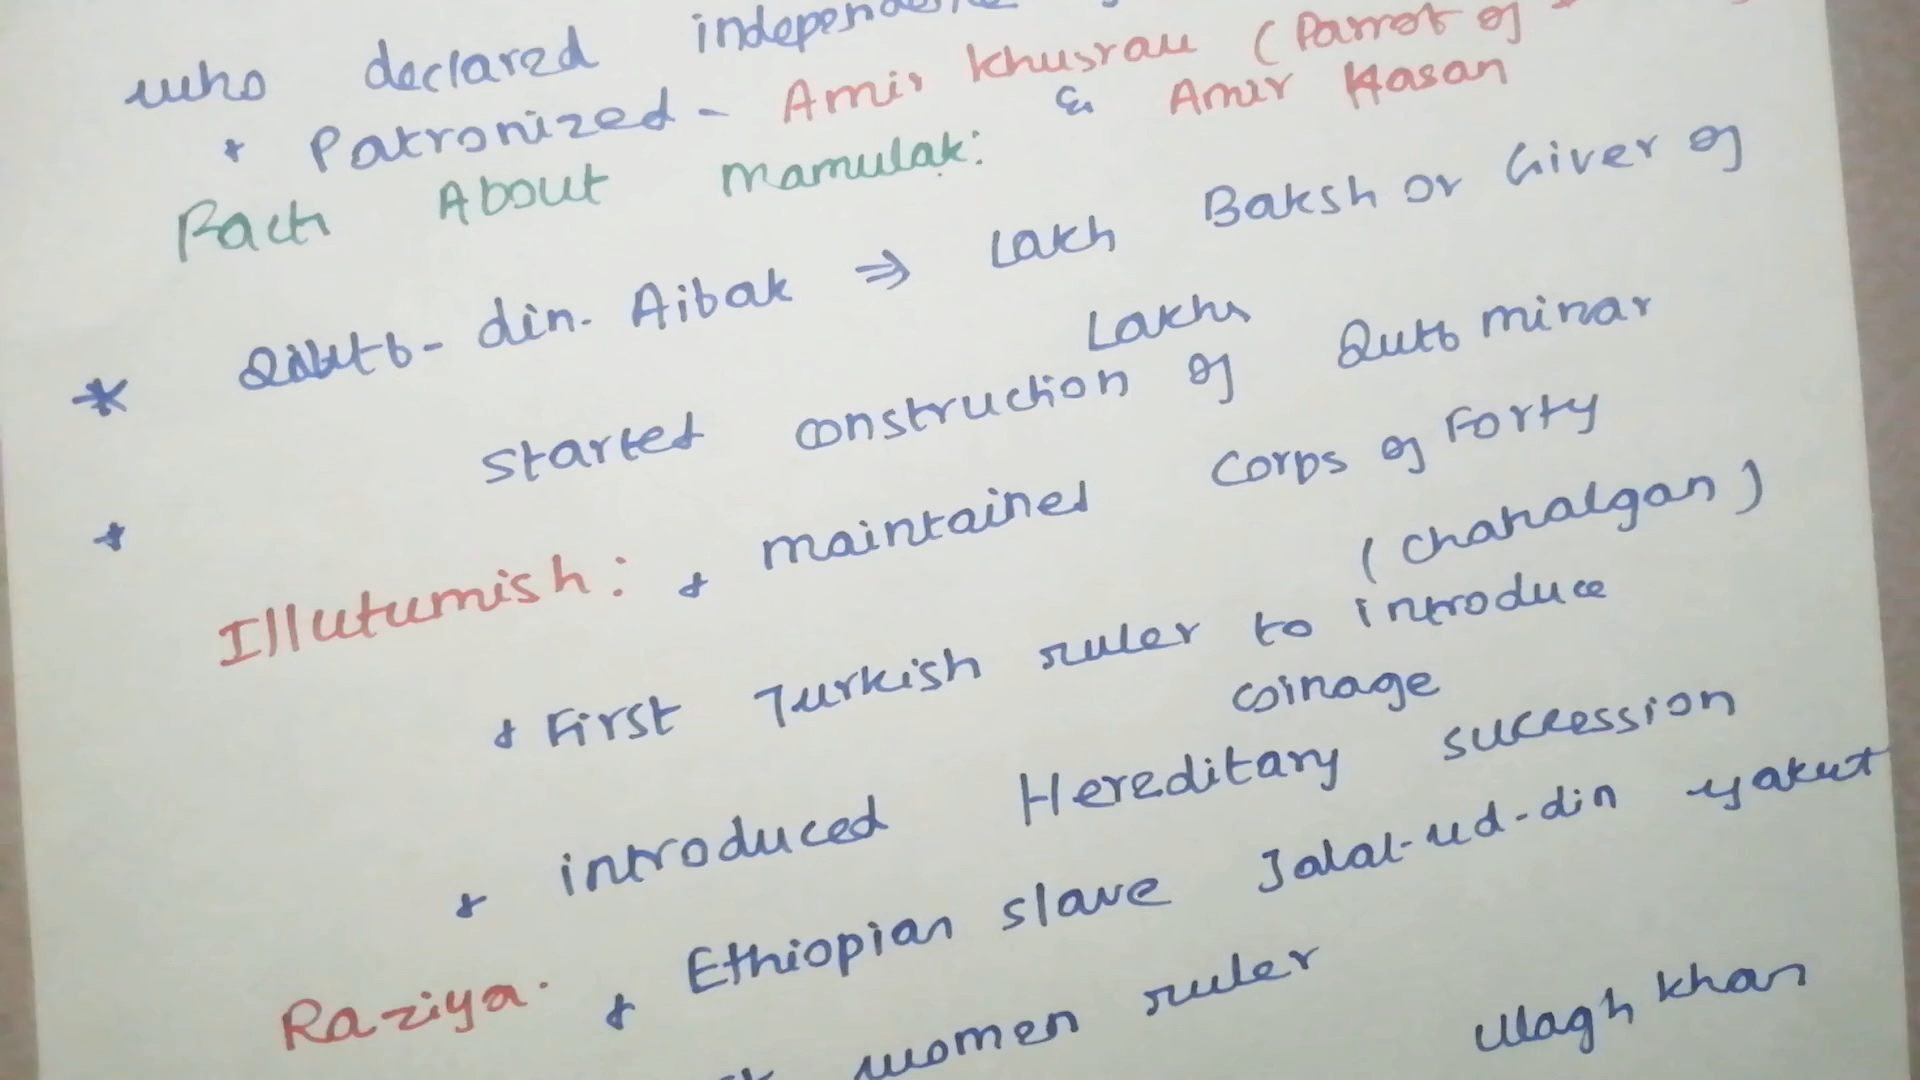 who declared
* Patronized - Amir Khusrau (Parrot of
& Amir Hasan
Fact About Mamulak:
* Qutb-din. Aibak ⇒ Lakh Baksh or Giver of
Lakhs
started construction of Qutb minar
* Illutumish: * maintained Corps of Forty
(Chahalgan)
* First Turkish ruler to introduce
coinage
* introduced Hereditary succession
Raziya. * Ethiopian slave Jalal-ud-din yakut
women ruler
Ulagh khan